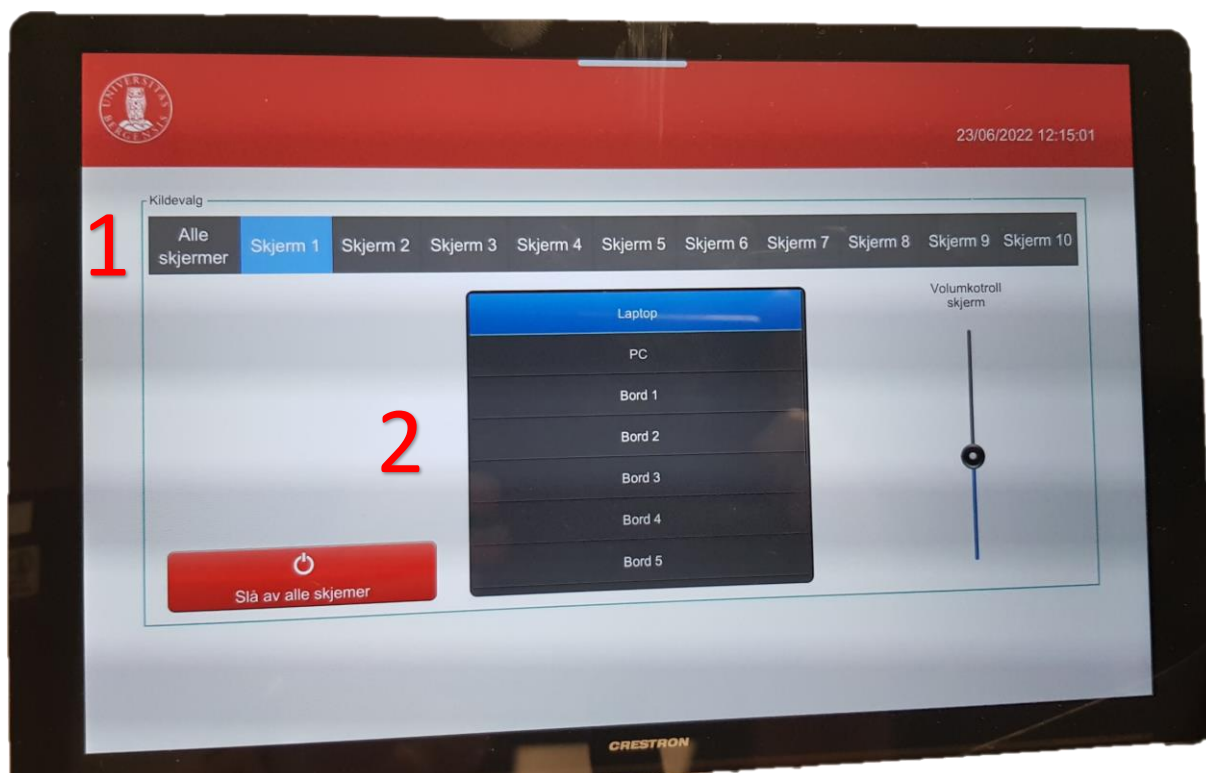 UNIVERSITAS
BERGENSIS
23/06/2022 12:15:01
Kildevalg
1
Alle
skjermer
Skjerm 1
Skjerm 2
Skjerm 3
Skjerm 4
Skjerm 5
Skjerm 6
Skjerm 7
Skjerm 8
Skjerm 9
Skjerm 10
Volumkotroll
skjerm
2
Laptop
PC
Bord 1
Bord 2
Bord 3
Bord 4
Bord 5
Slå av alle skjemer
CRESTRON